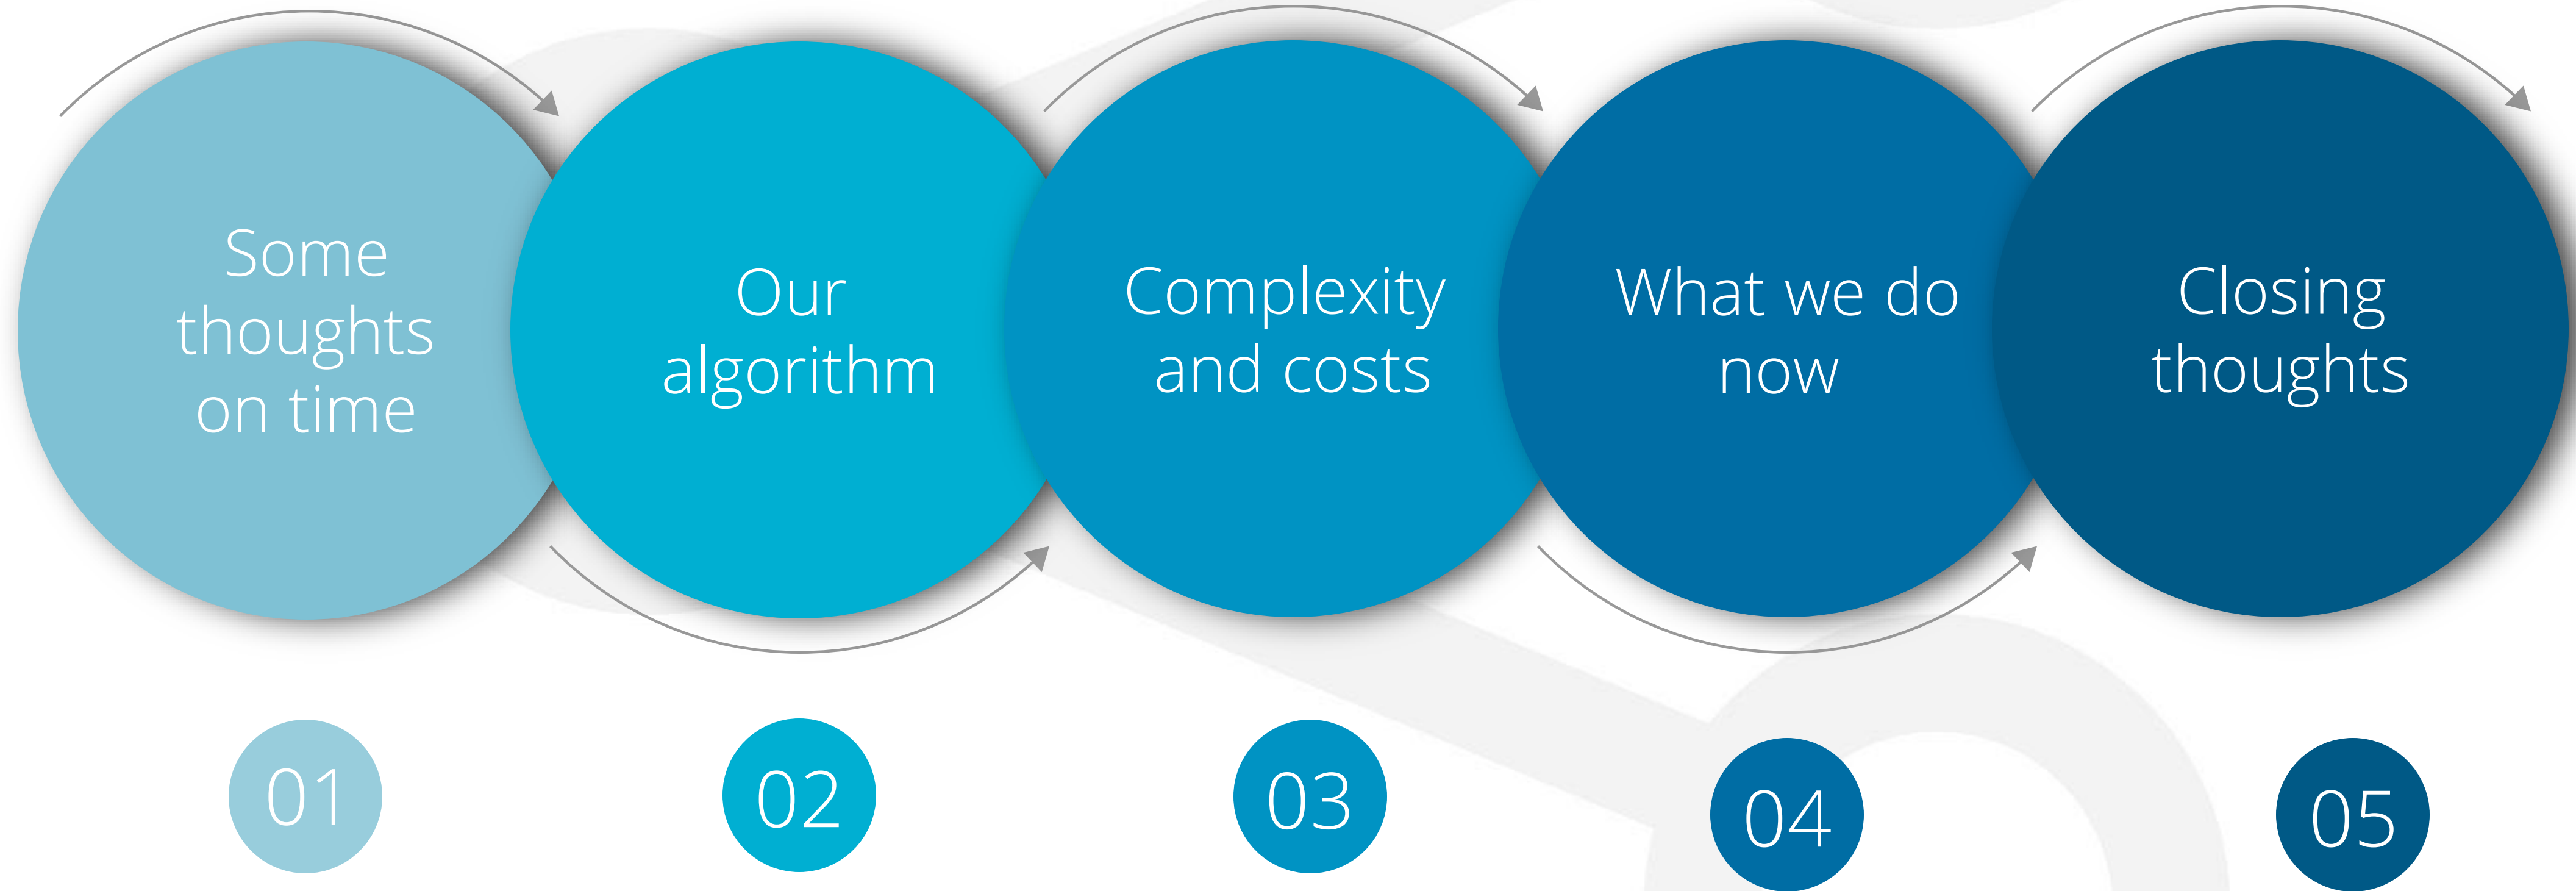 Some
thoughts
on time
Our
algorithm
Complexity
and costs
What we do
now
Closing
thoughts
01
02
03
04
05